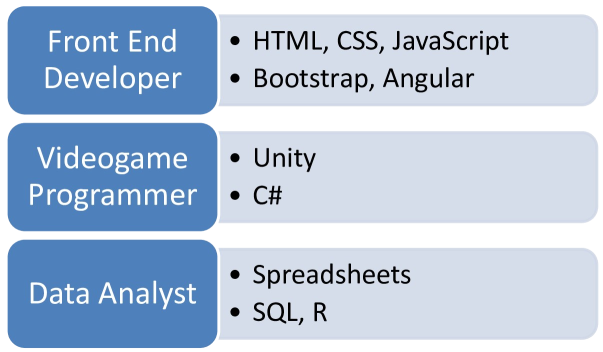 Front End
Developer
• HTML, CSS, JavaScript
• Bootstrap, Angular
Videogame
Programmer
• Unity
• C#
Data Analyst
• Spreadsheets
• SQL, R